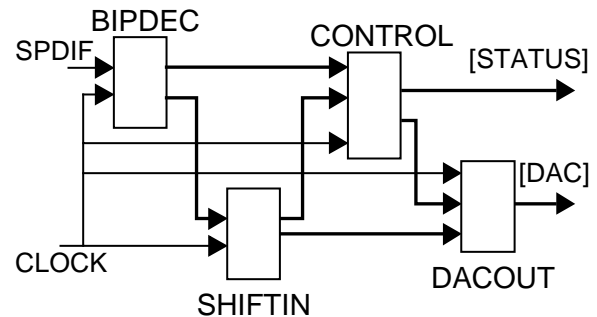 BIPDEC
SPDIF
CONTROL
[STATUS]
[DAC]
CLOCK
DACOUT
SHIFTIN